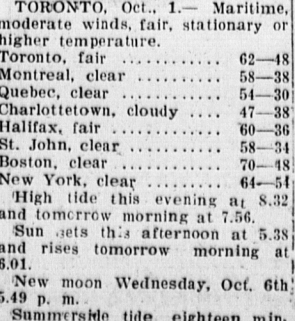 TORONTO, Oct., 1.— Maritime,
moderate winds, fair, stationary or
higher temperature.
Toronto, fair ........... 62—48
Montreal, clear ......... 58—38
Quebec, clear ........... 54—30
Charlottetown, cloudy .... 47—38
Halifax, fair ........... 60—36
St. John, clear .......... 58—34
Boston, clear ........... 70—48
New York, clear ......... 64—54
High tide this evening at 8.32
and tomorrow morning at 7.56.
Sun sets this afternoon at 5.38
and rises tomorrow morning at
6.01.
New moon Wednesday, Oct. 6th
5.49 p. m.
Summerside tide, eighteen min-